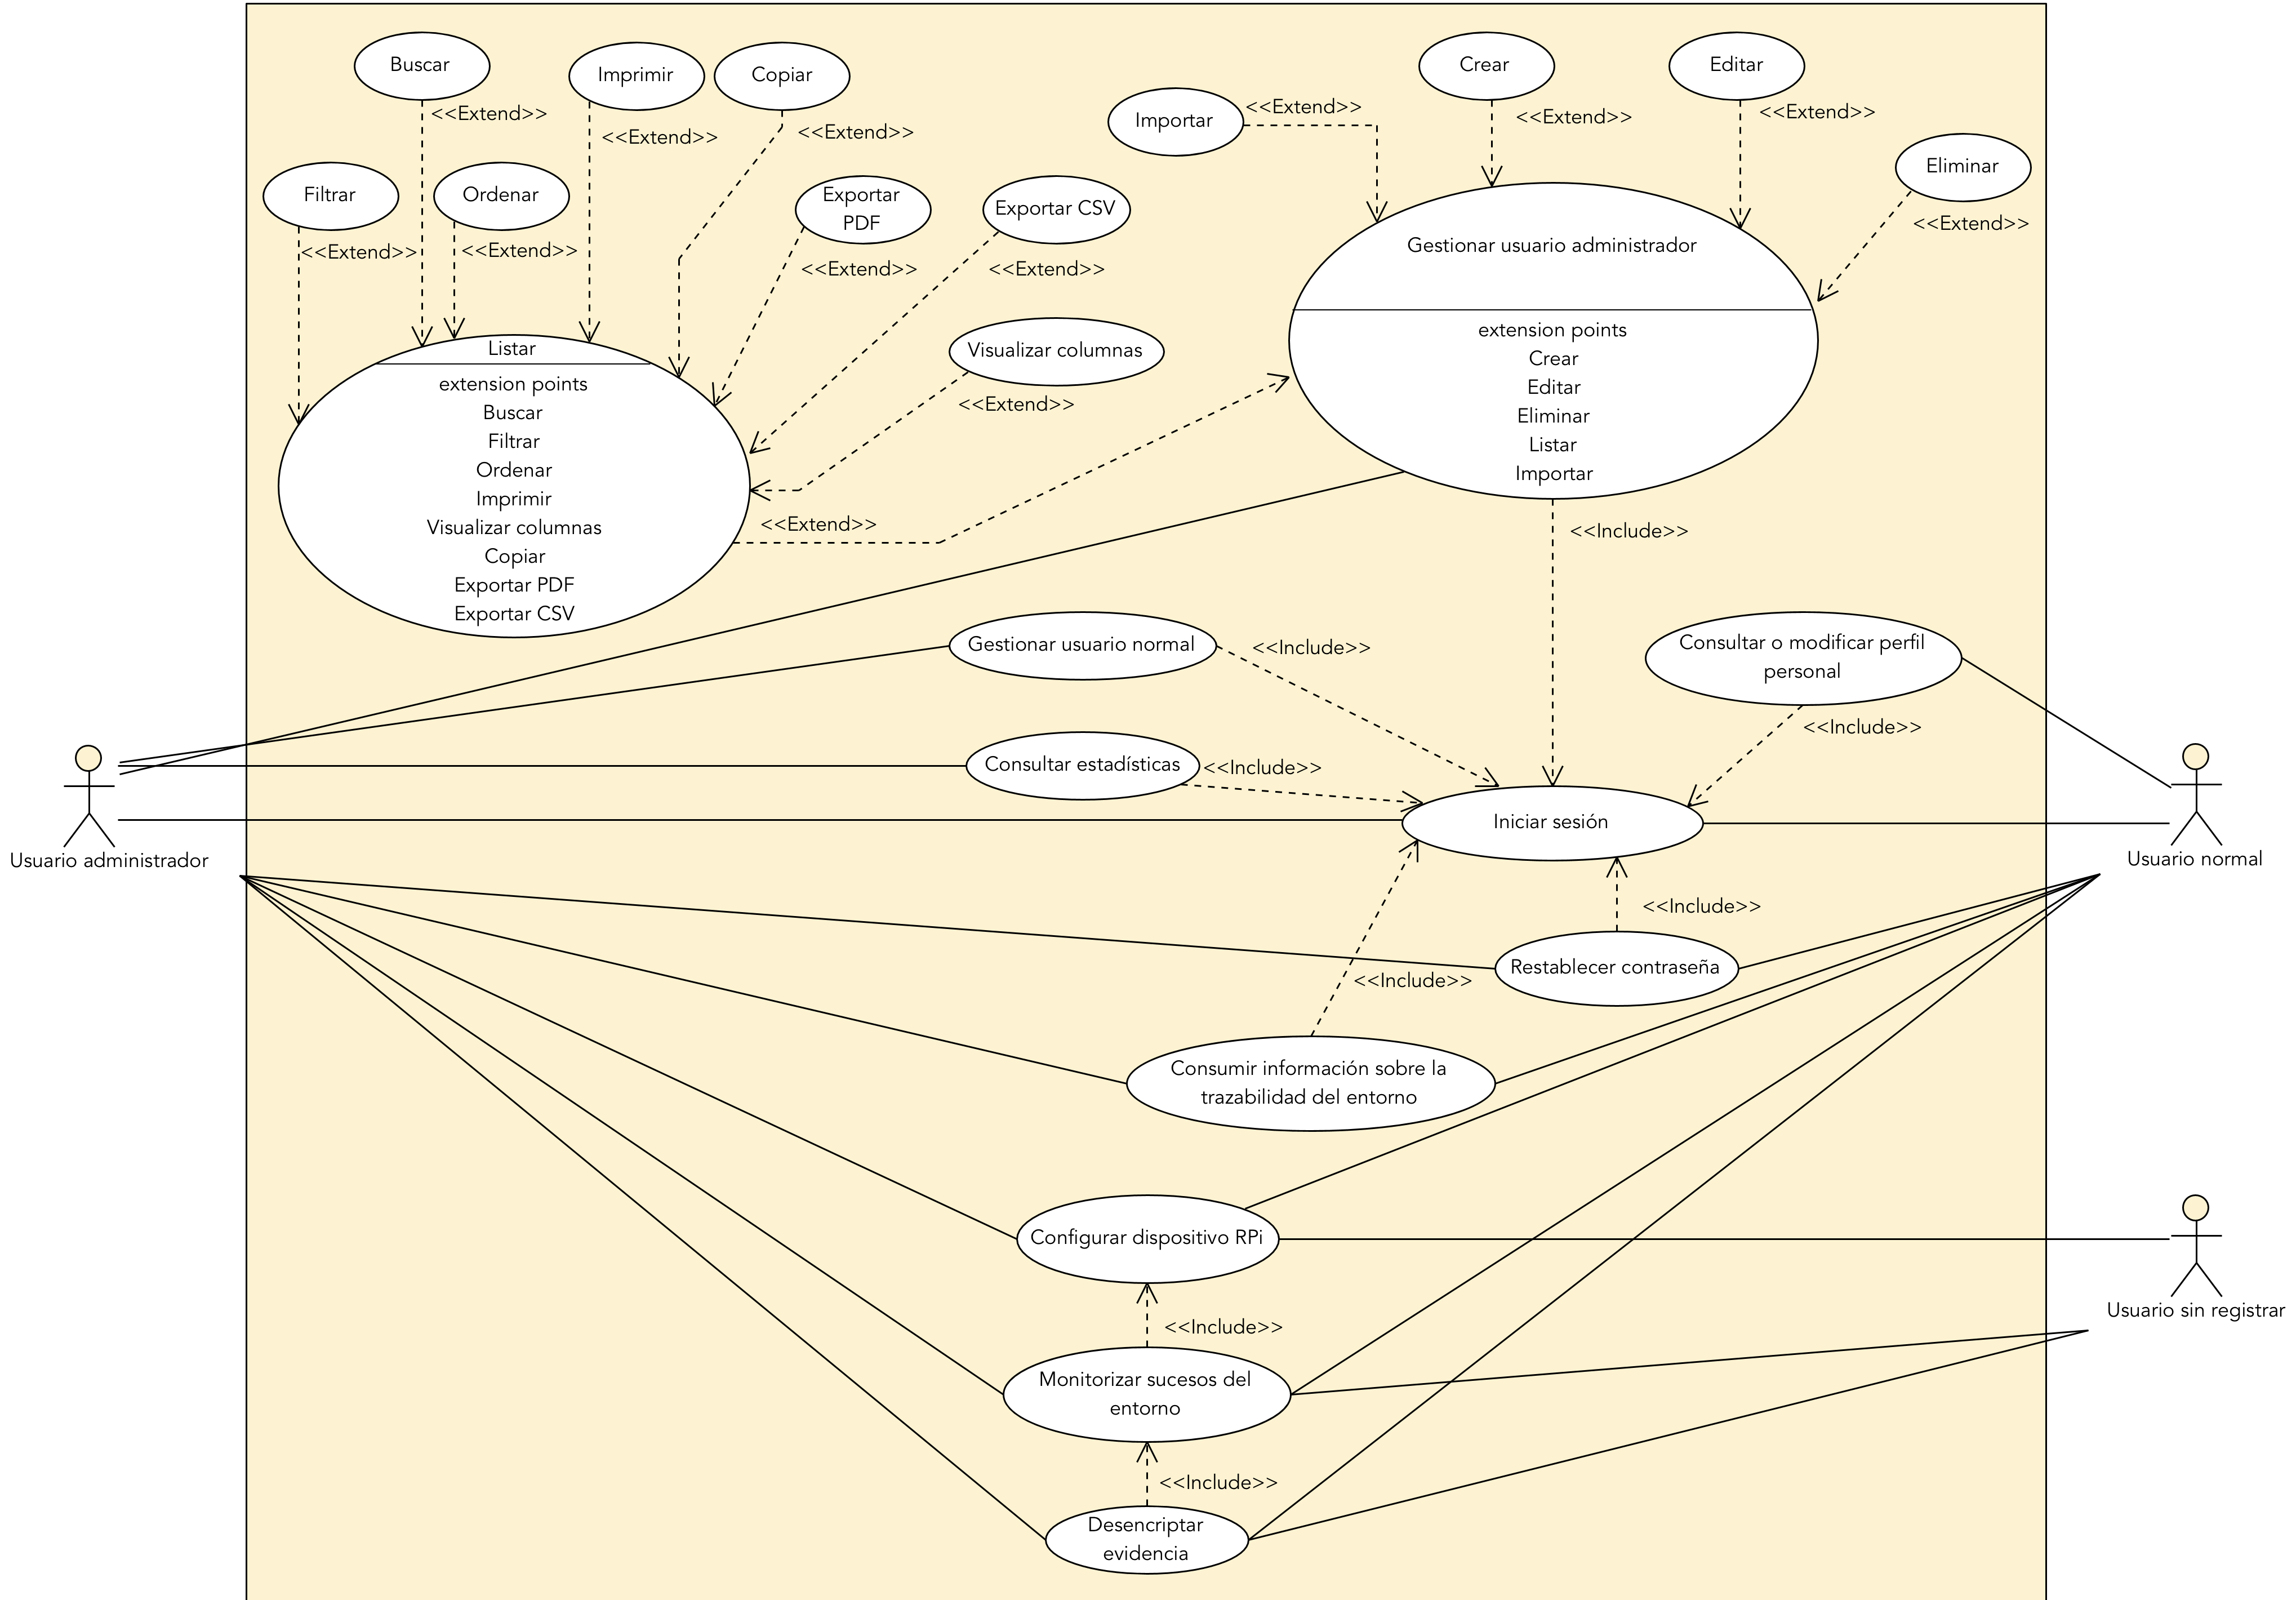 Buscar
Imprimir
Copiar
Crear
Editar
<<Extend>>
<<Extend>>
<<Extend>>
Importar
<<Extend>>
<<Extend>>
<<Extend>>
Eliminar
<<Extend>>
Filtrar
Ordenar
Exportar
PDF
Exportar CSV
<<Extend>>
<<Extend>>
<<Extend>>
<<Extend>>
Gestionar usuario administrador
extension points
Crear
Editar
Eliminar
Listar
Importar
Visualizar columnas
<<Extend>>
Listar
extension points
Buscar
Filtrar
Ordenar
Imprimir
Visualizar columnas
Copiar
Exportar PDF
Exportar CSV
<<Extend>>
<<Include>>
Gestionar usuario normal
<<Include>>
Consultar o modificar perfil
personal
<<Include>>
Consultar estadísticas
<<Include>>
Iniciar sesión
Usuario administrador
Usuario normal
<<Include>>
Restablecer contraseña
<<Include>>
Consumir información sobre la
trazabilidad del entorno
Configurar dispositivo RPi
Usuario sin registrar
<<Include>>
Monitorizar sucesos del
entorno
<<Include>>
Desencriptar
evidencia